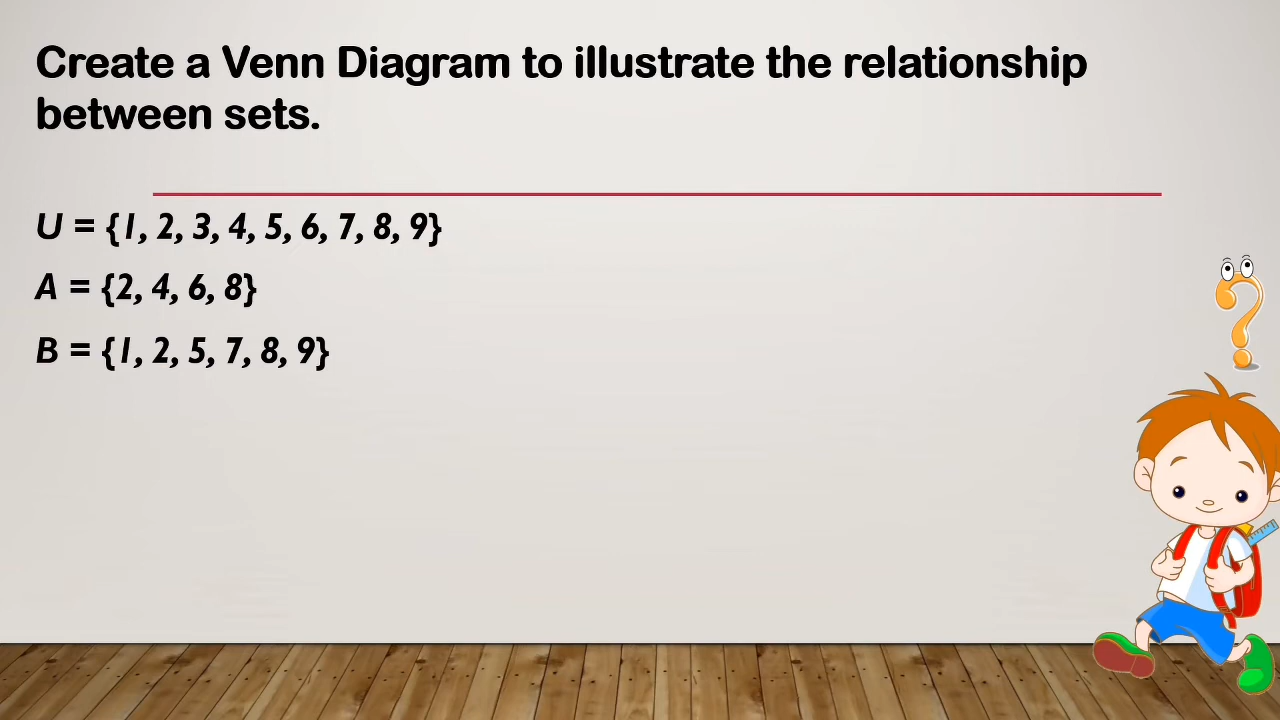 Create a Venn Diagram to illustrate the relationship
between sets.
U = {1, 2, 3, 4, 5, 6, 7, 8, 9}
A = {2, 4, 6, 8}
B = {1, 2, 5, 7, 8, 9}